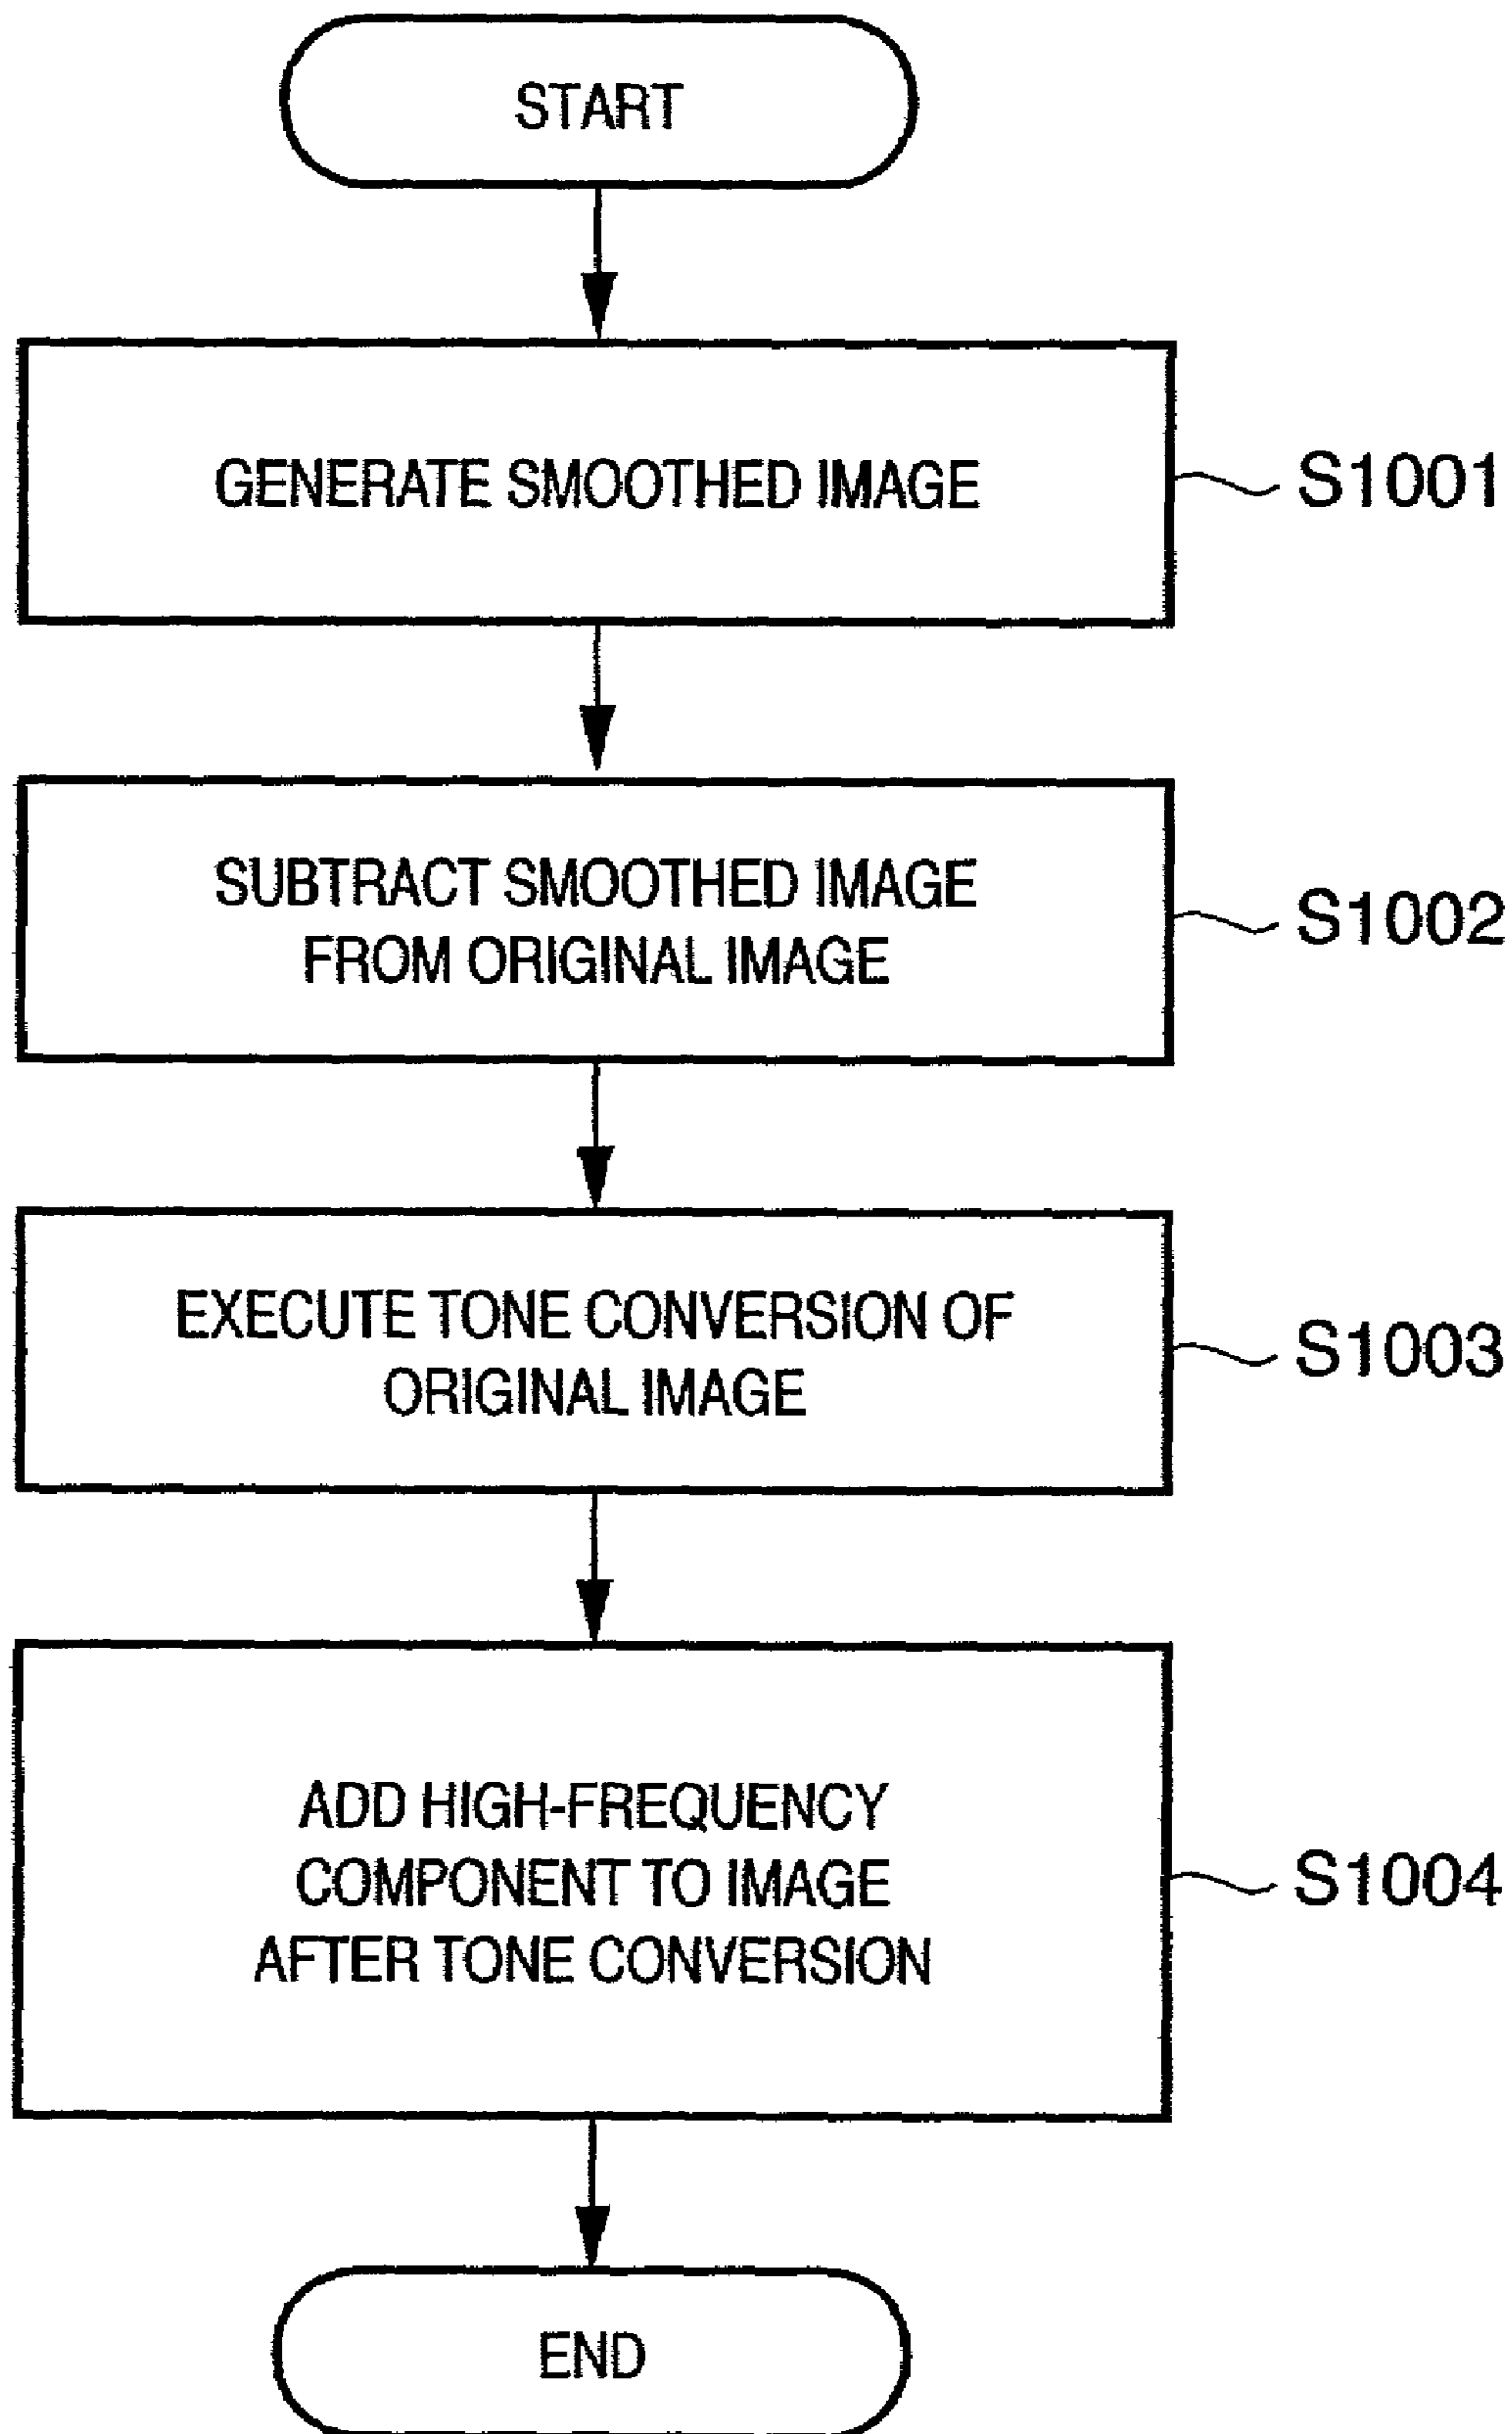 START
GENERATE SMOOTHED IMAGE
S1001
SUBTRACT SMOOTHED IMAGE
FROM ORIGINAL IMAGE
S1002
EXECUTE TONE CONVERSION OF
ORIGINAL IMAGE
S1003
ADD HIGH-FREQUENCY
COMPONENT TO IMAGE
AFTER TONE CONVERSION
S1004
END